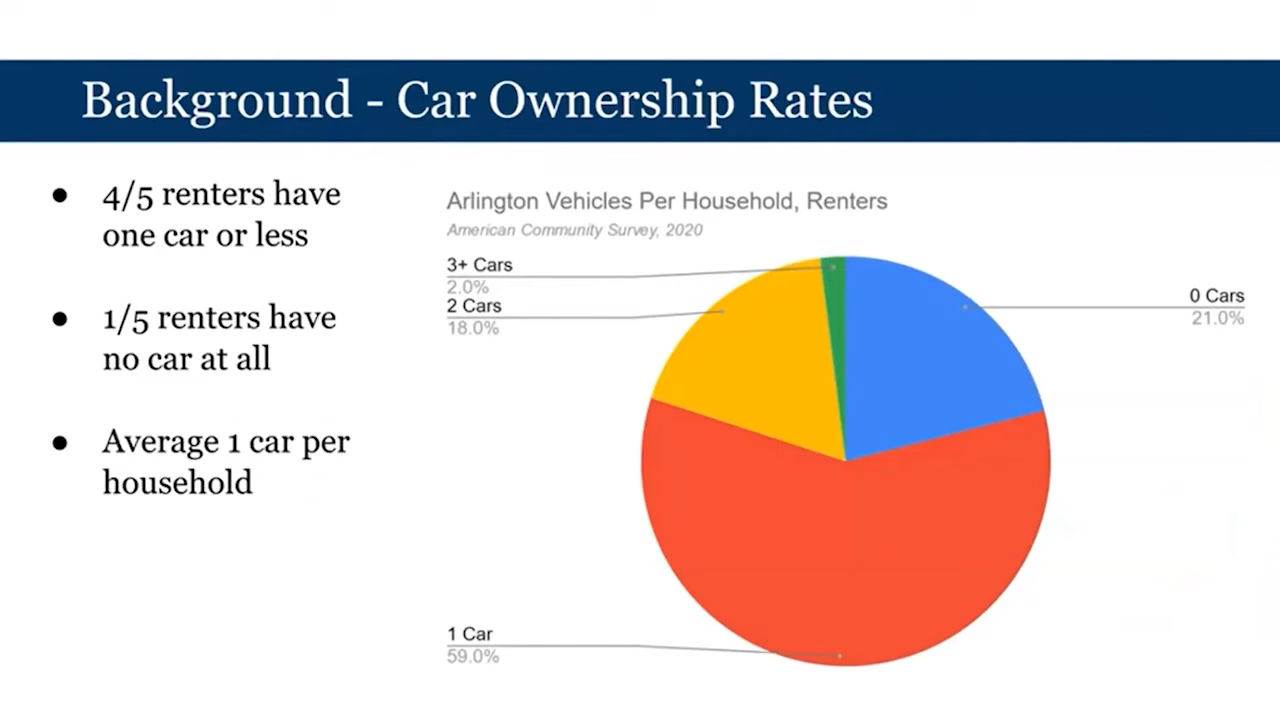 Background - Car Ownership Rates
● 4/5 renters have
one car or less
● 1/5 renters have
no car at all
● Average 1 car per
household
Arlington Vehicles Per Household, Renters
American Community Survey, 2020
3+ Cars
2.0%
2 Cars
18.0%
0 Cars
21.0%
1 Car
59.0%